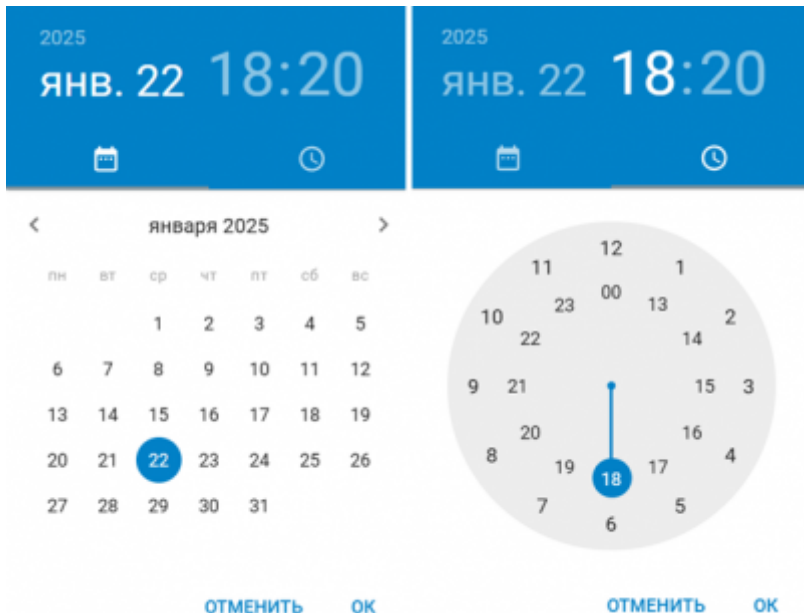 2025
янв. 22 18:20
января 2025
пн вт ср чт пт сб вс
1 2 3 4 5
6 7 8 9 10 11 12
13 14 15 16 17 18 19
20 21 22 23 24 25 26
27 28 29 30 31
ОТМЕНИТЬ ОК
2025
янв. 22 18:20
12
11 1
00
23 13
10 2
22 14
9 21 15 3
20 16
8 4
19 18 17
7 5
6
ОТМЕНИТЬ ОК